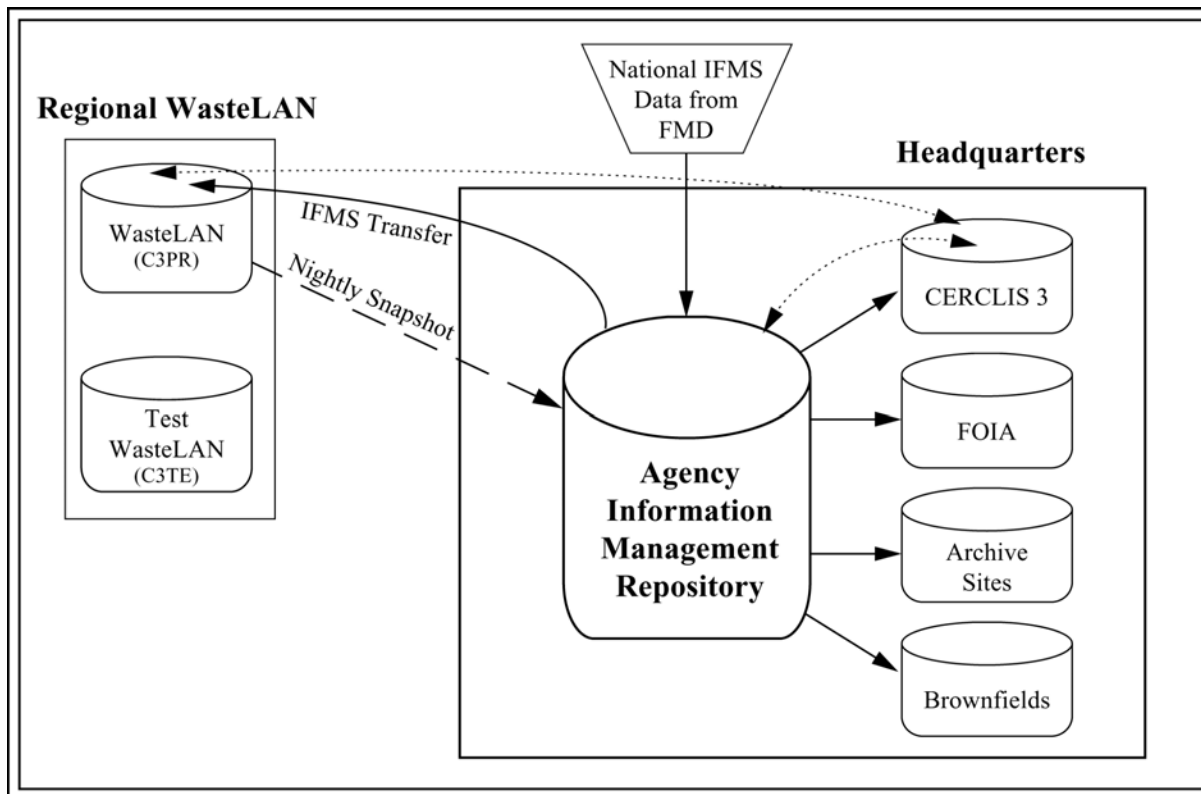 National IFMS
Data from
FMD
Regional WasteLAN
Headquarters
WasteLAN
(C3PR)
IFMS Transfer
Nightly Snapshot
CERCLIS 3
Test
WasteLAN
(C3TE)
FOIA
Agency
Information
Management
Repository
Archive
Sites
Brownfields